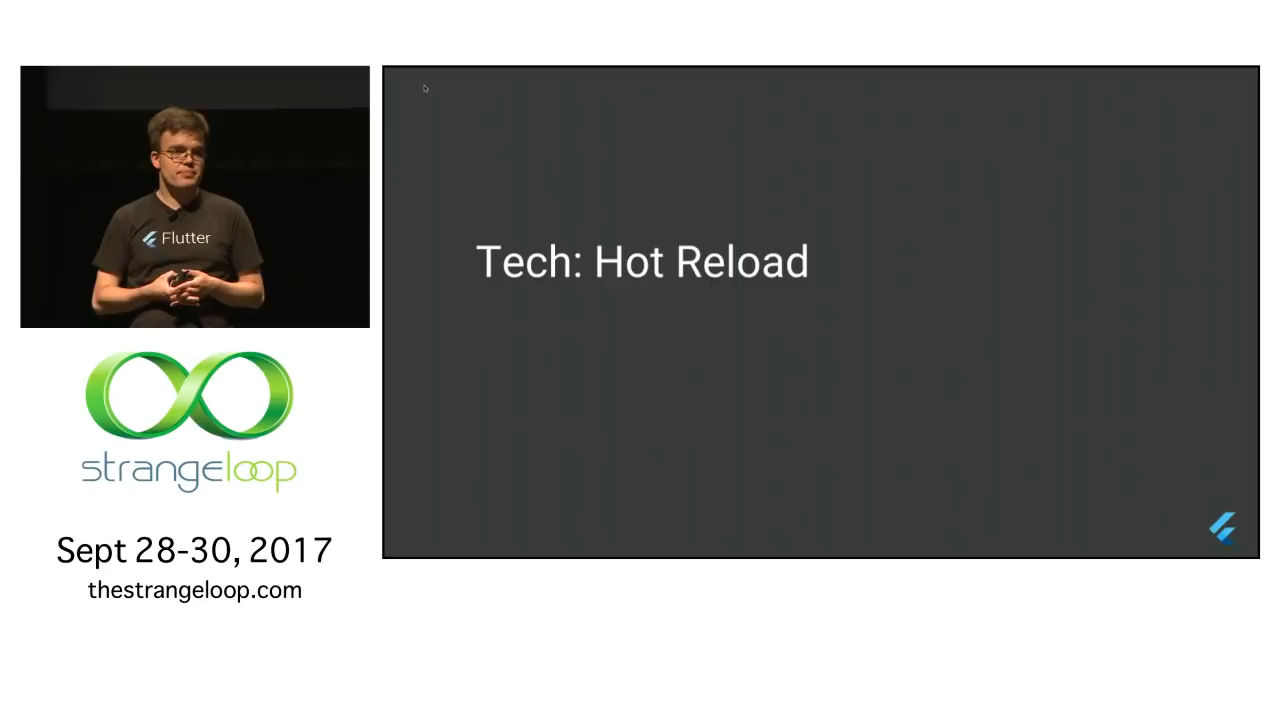 Flutter
Tech: Hot Reload
strangeloop
Sept 28-30, 2017
thestrangeloop.com